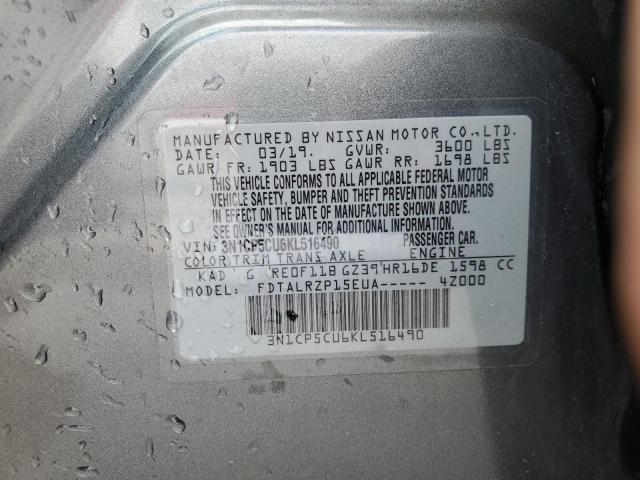 MANUFACTURED BY NISSAN MOTOR CO.,LTD.
DATE: 03/19. GVWR: 3600 LBS
GAWR FR: 1903 LBS GAWR RR: 1698 LBS
THIS VEHICLE CONFORMS TO ALL APPLICABLE FEDERAL MOTOR
VEHICLE SAFETY, BUMPER AND THEFT PREVENTION STANDARDS
IN EFFECT ON THE DATE OF MANUFACTURE SHOWN ABOVE.
SEE OWNER'S MANUAL OR DEALER FOR ADDITIONAL INFORMATION.
VIN: 3N1CP5CU6KL516490 PASSENGER CAR.
COLOR TRIM TRANS AXLE ENGINE
KAD G RE0F11B GZ39 HR16DE 1598 CC
MODEL: FDTALRZP15EUA----- 4Z000
3N1CP5CU6KL516490